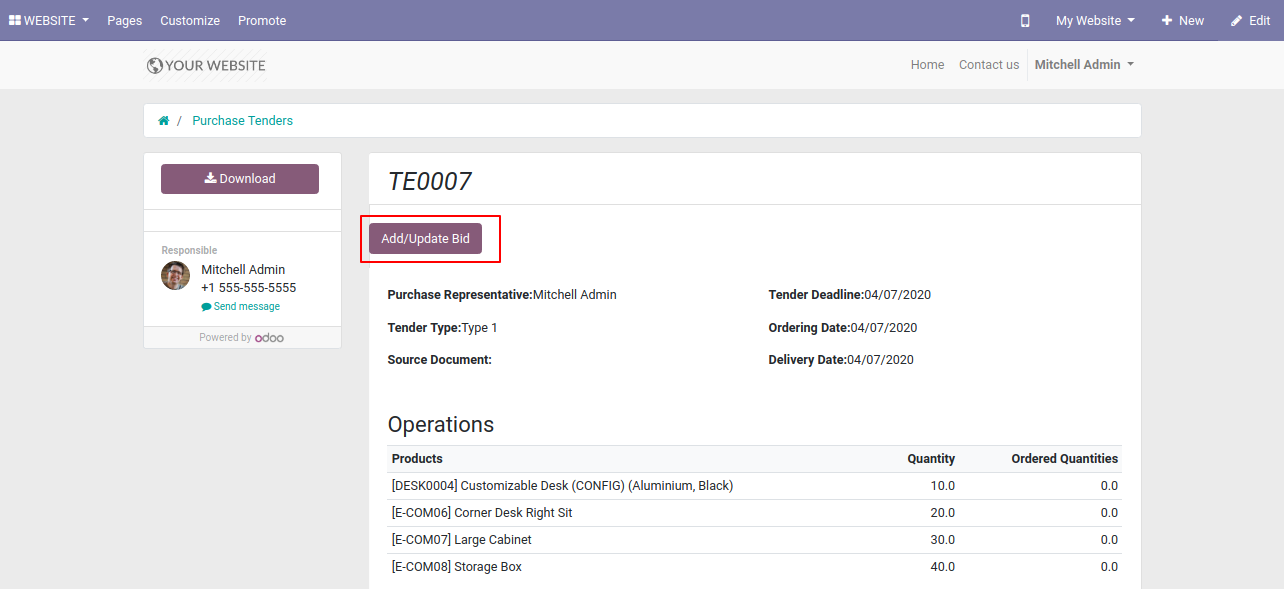 WEBSITE Pages Customize Promote My Website New Edit
YOUR WEBSITE Home Contact us Mitchell Admin
/ Purchase Tenders
Download
Responsible
Mitchell Admin
+1 555-555-5555
Send message
Powered by odoo
TE0007
Add/Update Bid
Purchase Representative:Mitchell Admin Tender Deadline:04/07/2020
Tender Type:Type 1 Ordering Date:04/07/2020
Source Document: Delivery Date:04/07/2020
Operations
Products Quantity Ordered Quantities
[DESK0004] Customizable Desk (CONFIG) (Aluminium, Black) 10.0 0.0
[E-COM06] Corner Desk Right Sit 20.0 0.0
[E-COM07] Large Cabinet 30.0 0.0
[E-COM08] Storage Box 40.0 0.0